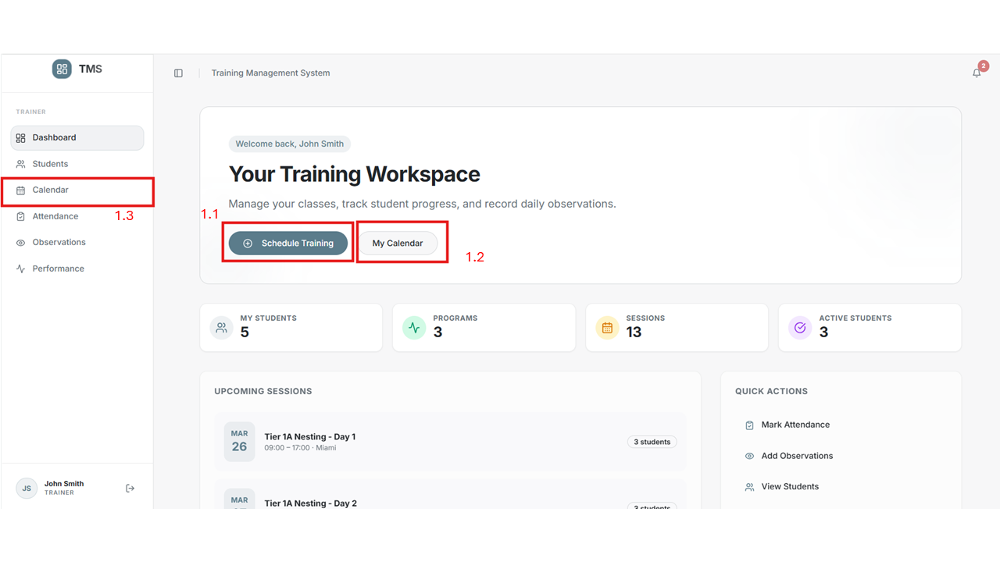 TMS
Training Management System
2
TRAINER
Dashboard
Students
Calendar
1.3
Attendance
Observations
Performance
Welcome back, John Smith
Your Training Workspace
Manage your classes, track student progress, and record daily observations.
1.1
Schedule Training
My Calendar
1.2
MY STUDENTS
5
PROGRAMS
3
SESSIONS
13
ACTIVE STUDENTS
3
UPCOMING SESSIONS
MAR
26
Tier 1A Nesting - Day 1
09:00 – 17:00 · Miami
3 students
MAR
Tier 1A Nesting - Day 2
3 students
QUICK ACTIONS
Mark Attendance
Add Observations
View Students
JS
John Smith
TRAINER